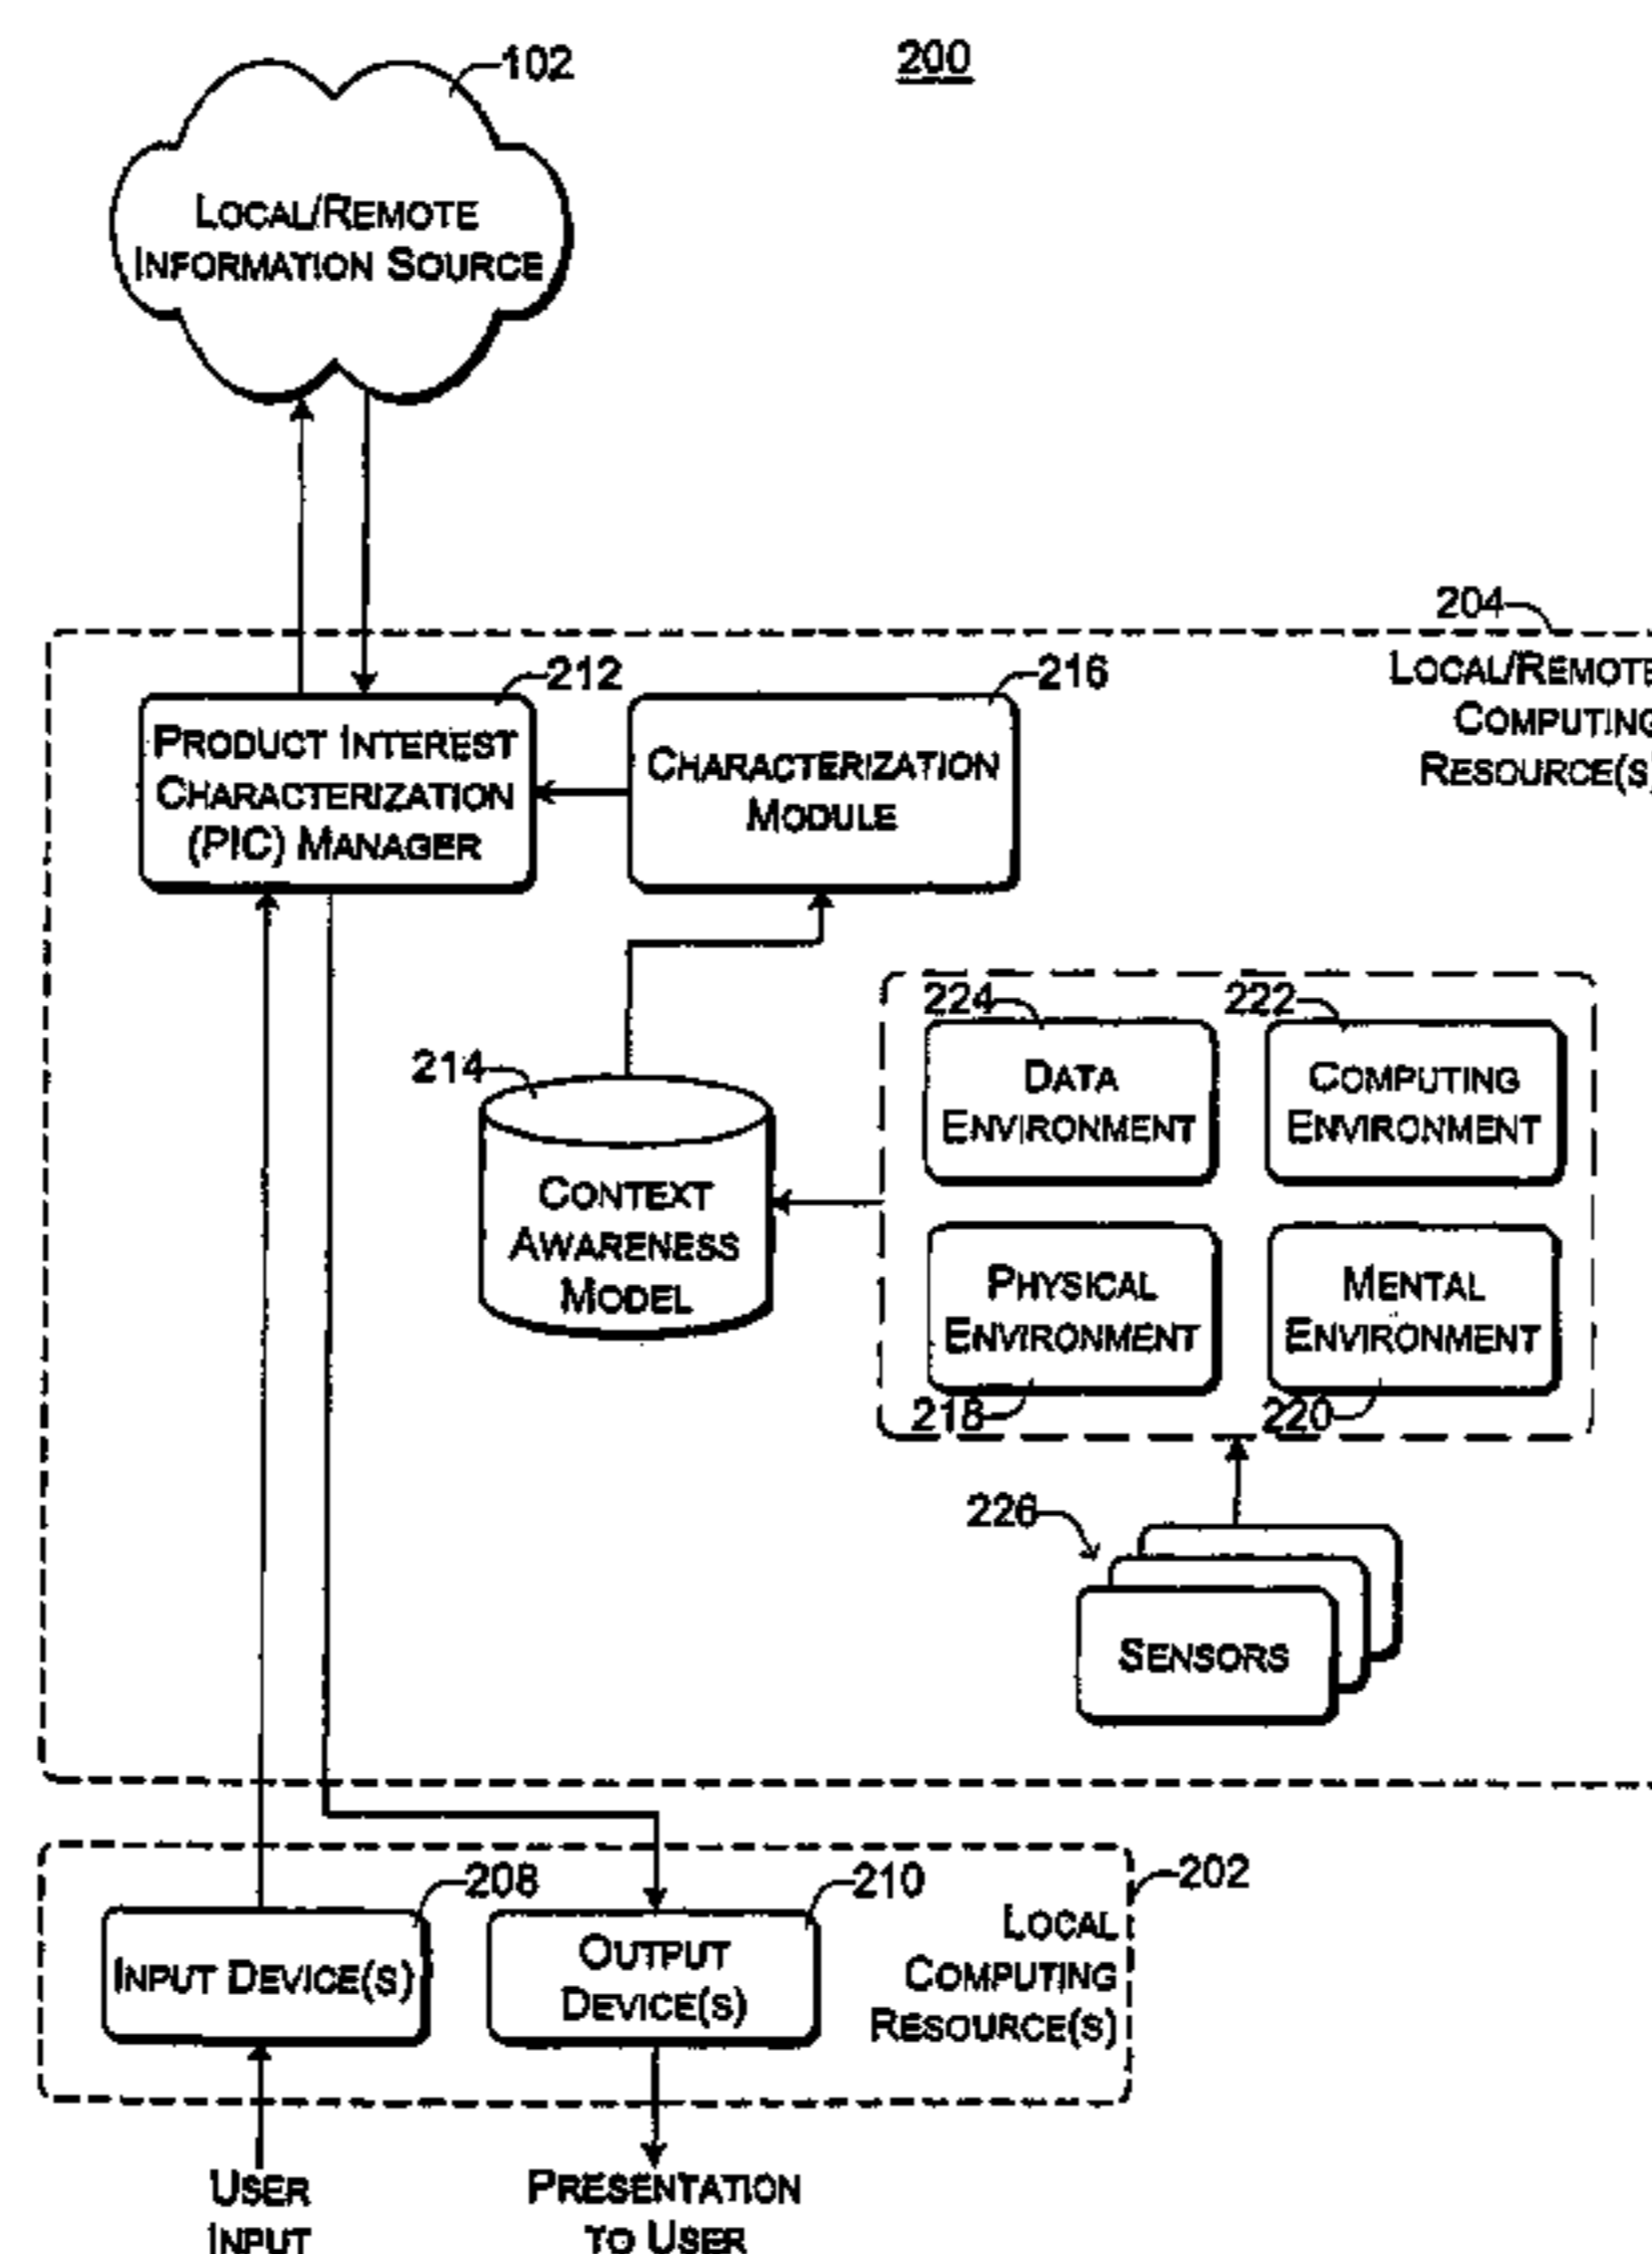 102
200
LOCAL/REMOTE
INFORMATION SOURCE
204
LOCAL/REMOTE
COMPUTING
RESOURCE(S)
212
PRODUCT INTEREST
CHARACTERIZATION
(PIC) MANAGER
216
CHARACTERIZATION
MODULE
224
DATA
ENVIRONMENT
222
COMPUTING
ENVIRONMENT
214
CONTEXT
AWARENESS
MODEL
PHYSICAL
ENVIRONMENT
218
MENTAL
ENVIRONMENT
220
226
SENSORS
202
208
INPUT DEVICE(S)
210
OUTPUT
DEVICE(S)
LOCAL
COMPUTING
RESOURCE(S)
USER
INPUT
PRESENTATION
TO USER